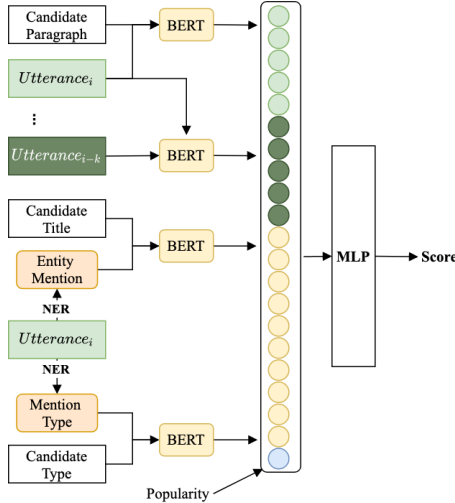 Candidate
Paragraph
BERT
Utterance_i
...
Utterance_{i-k}
BERT
Candidate
Title
BERT
Entity
Mention
MLP
Score
NER
Utterance_i
NER
Mention
Type
BERT
Candidate
Type
Popularity